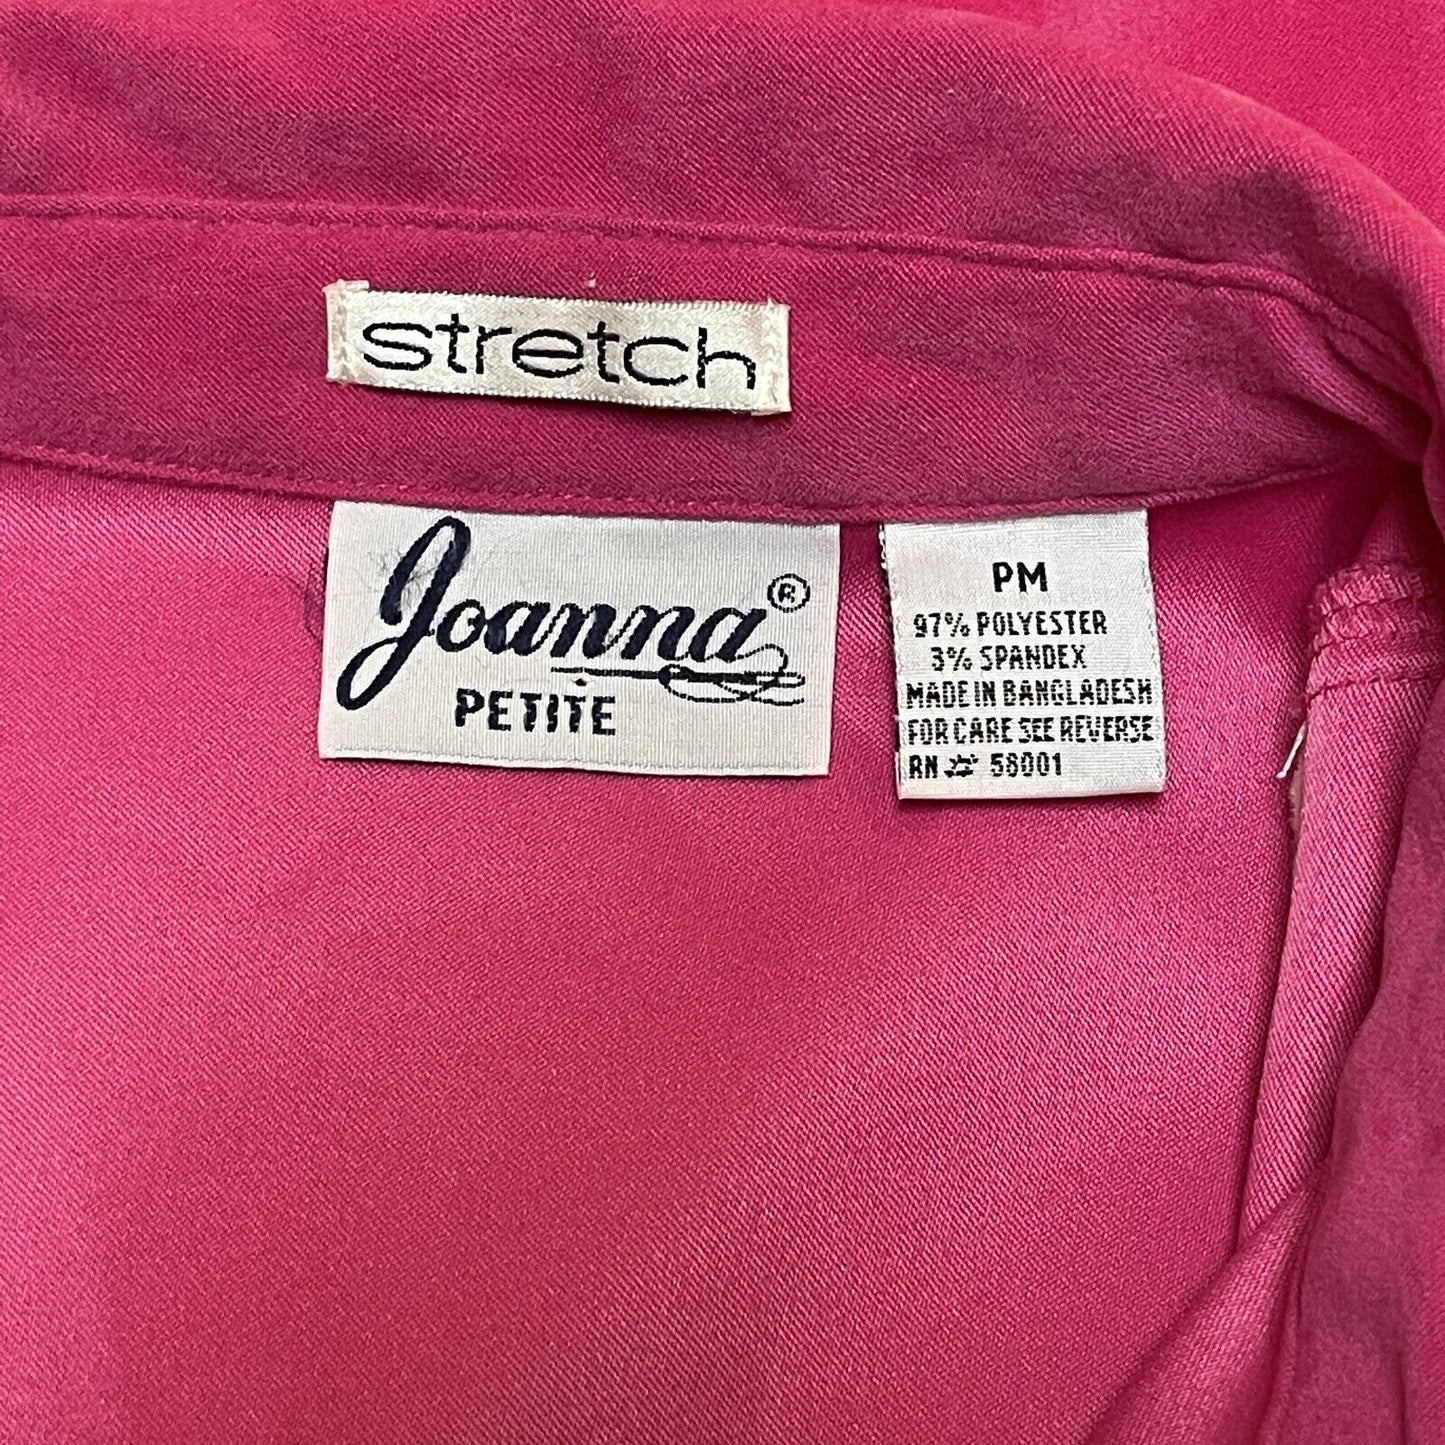 stretch
Joanna®
PETITE
PM
97% POLYESTER
3% SPANDEX
MADE IN BANGLADESH
FOR CARE SEE REVERSE
RN # 58001